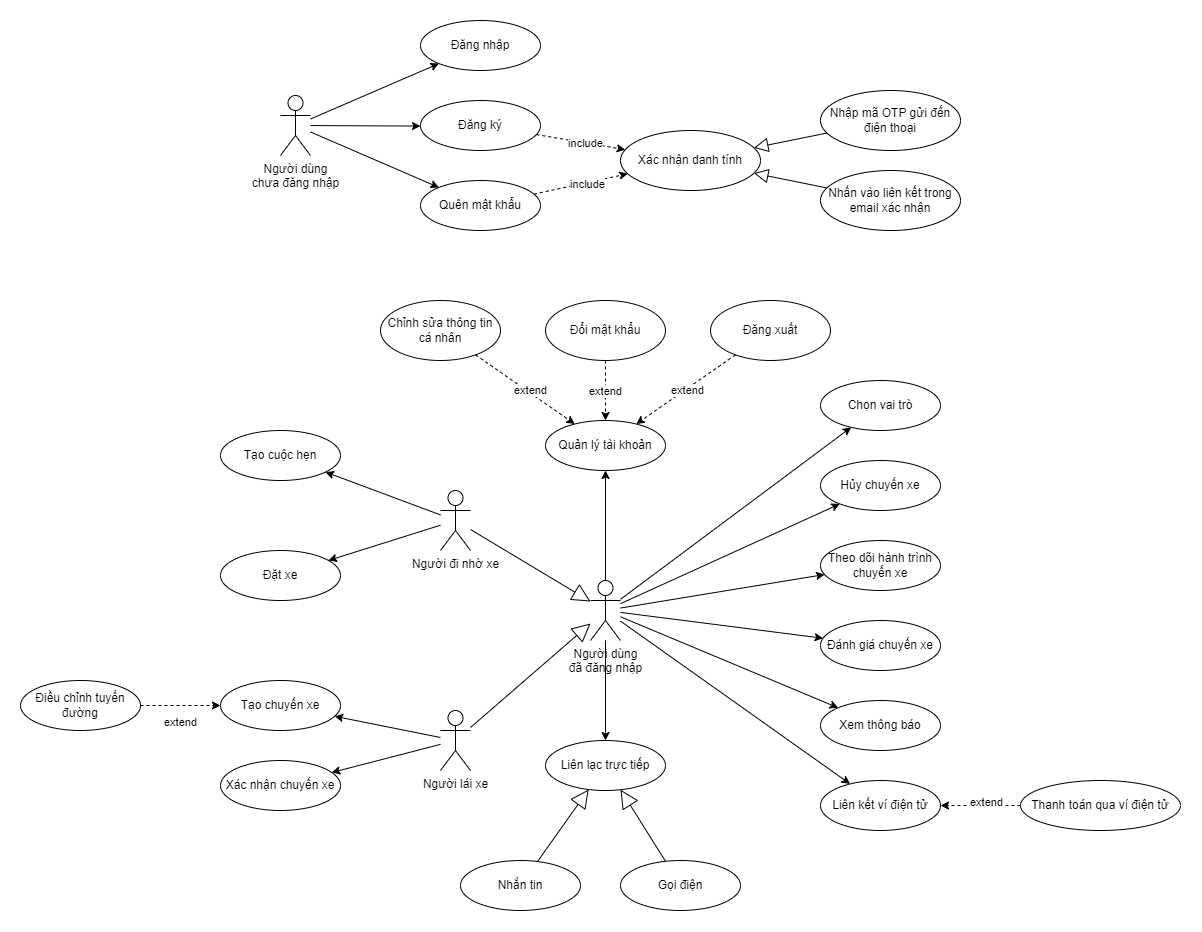 Đăng nhập
Đăng ký
include
Nhập mã OTP gửi đến
điện thoại
Xác nhận danh tính
Người dùng
chưa đăng nhập
Quên mật khẩu
include
Nhấn vào liên kết trong
email xác nhận
Chỉnh sửa thông tin
cá nhân
Đổi mật khẩu
Đăng xuất
extend
extend
extend
Quản lý tài khoản
Chọn vai trò
Tạo cuộc hẹn
Hủy chuyến xe
Người đi nhờ xe
Đặt xe
Theo dõi hành trình
chuyến xe
Người dùng
đã đăng nhập
Đánh giá chuyến xe
Điều chỉnh tuyến
đường
extend
Tạo chuyến xe
Xem thông báo
Người lái xe
Xác nhận chuyến xe
Liên lạc trực tiếp
Liên kết ví điện tử
extend
Thanh toán qua ví điện tử
Nhắn tin
Gọi điện